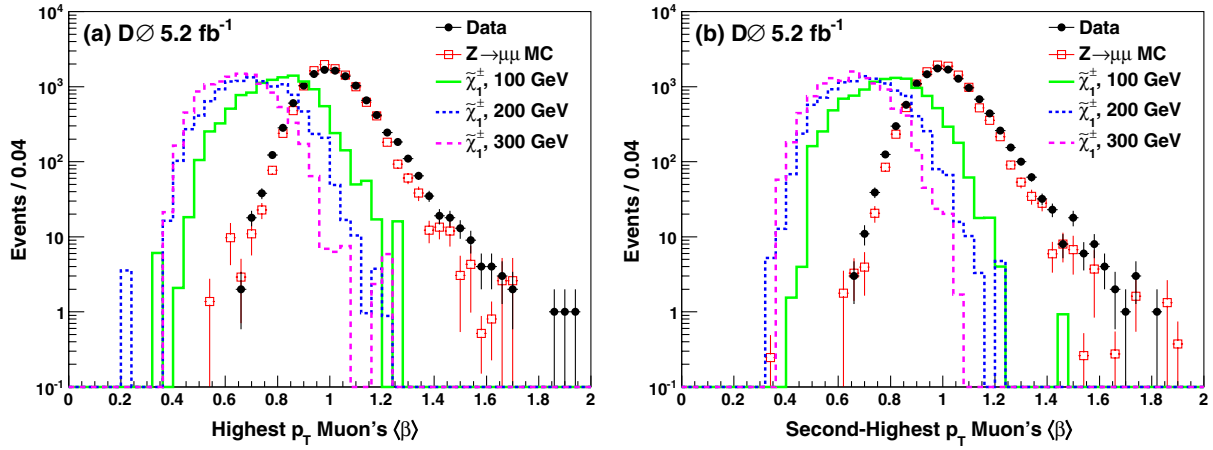 (a) DØ 5.2 fb⁻¹
Data
Z→μμ MC
χ̃₁±, 100 GeV
χ̃₁±, 200 GeV
χ̃₁±, 300 GeV
Events / 0.04
10⁴
10³
10²
10
1
10⁻¹
0 0.2 0.4 0.6 0.8 1 1.2 1.4 1.6 1.8 2
Highest p_T Muon's ⟨β⟩
(b) DØ 5.2 fb⁻¹
Data
Z→μμ MC
χ̃₁±, 100 GeV
χ̃₁±, 200 GeV
χ̃₁±, 300 GeV
Events / 0.04
10⁴
10³
10²
10
1
10⁻¹
0 0.2 0.4 0.6 0.8 1 1.2 1.4 1.6 1.8 2
Second-Highest p_T Muon's ⟨β⟩